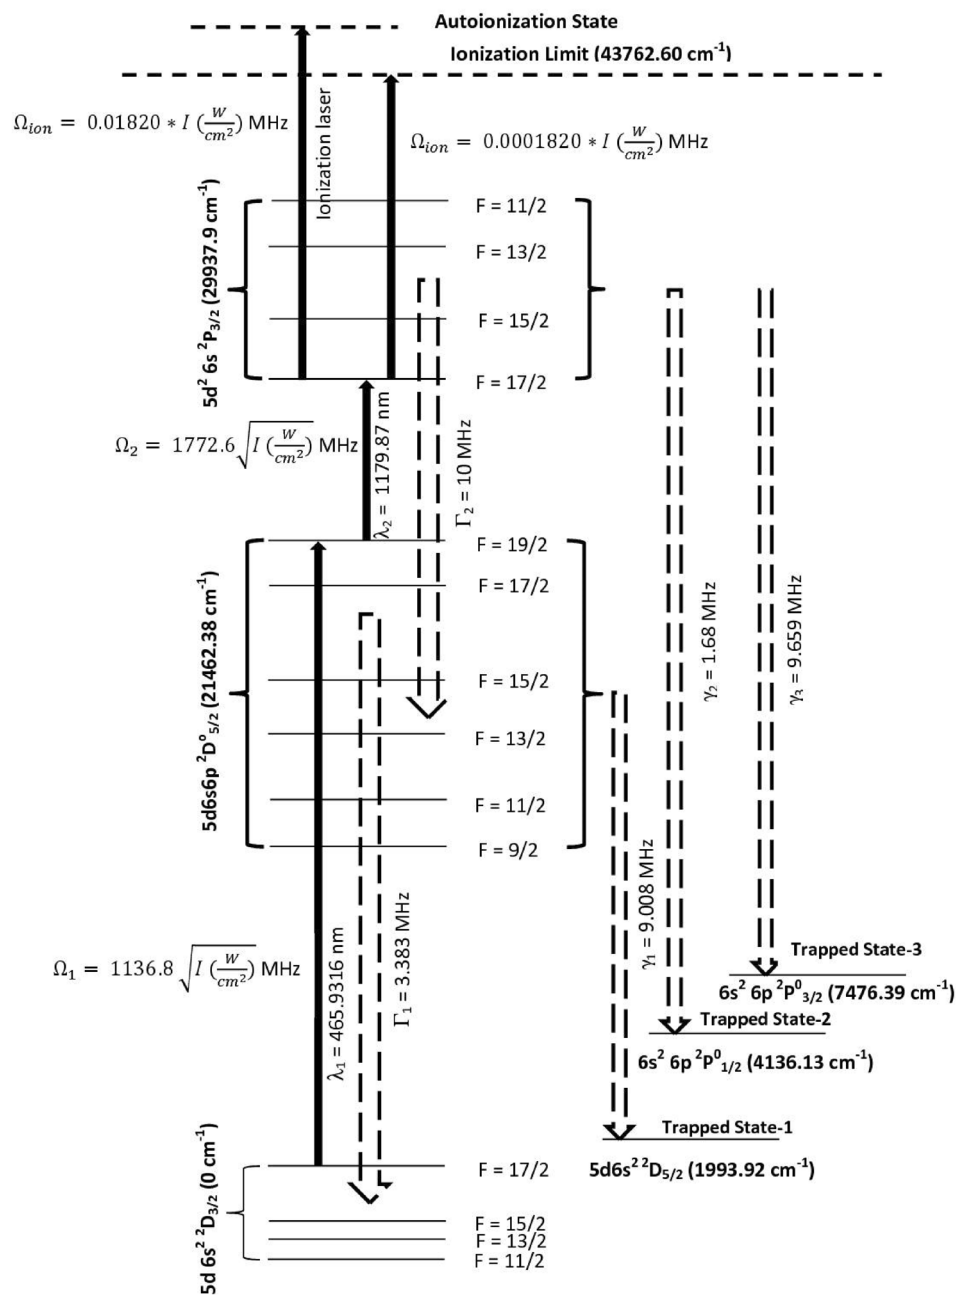 Autoionization State
Ionization Limit (43762.60 cm⁻¹)
Ω_ion = 0.01820 * I (W/cm²) MHz
Ionization laser
Ω_ion = 0.0001820 * I (W/cm²) MHz
5d² 6s ²P₃/₂ (29937.9 cm⁻¹)
F = 11/2
F = 13/2
F = 15/2
F = 17/2
Ω₂ = 1772.6 √(I (W/cm²)) MHz
λ₂ = 1179.87 nm
Γ₂ = 10 MHz
5d6s6p ²D°₅/₂ (21462.38 cm⁻¹)
F = 19/2
F = 17/2
F = 15/2
F = 13/2
F = 11/2
F = 9/2
γ₁ = 9.008 MHz
γ₂ = 1.68 MHz
γ₃ = 9.659 MHz
Ω₁ = 1136.8 √(I (W/cm²)) MHz
λ₁ = 465.9316 nm
Γ₁ = 3.383 MHz
Trapped State-3
6s² 6p ²P⁰₃/₂ (7476.39 cm⁻¹)
Trapped State-2
6s² 6p ²P⁰₁/₂ (4136.13 cm⁻¹)
Trapped State-1
5d6s² ²D₅/₂ (1993.92 cm⁻¹)
5d 6s² ²D₃/₂ (0 cm⁻¹)
F = 17/2
F = 15/2
F = 13/2
F = 11/2